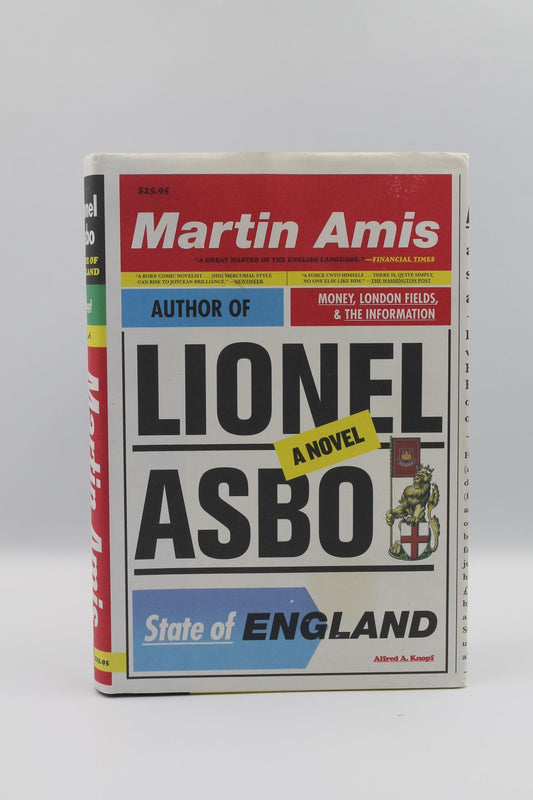 $25.95
Martin Amis
"A GREAT MASTER OF THE ENGLISH LANGUAGE."—FINANCIAL TIMES
"A BORN COMIC NOVELIST . . . [HIS] MERCURIAL STYLE
CAN RISE TO JOYCEAN BRILLIANCE." —NEWSWEEK
"A FORCE UNTO HIMSELF. . . . THERE IS, QUITE SIMPLY,
NO ONE ELSE LIKE HIM." —THE WASHINGTON POST
AUTHOR OF
MONEY, LONDON FIELDS,
& THE INFORMATION
LIONEL
A NOVEL
ASBO
State of ENGLAND
Alfred A. Knopf
Martin Amis